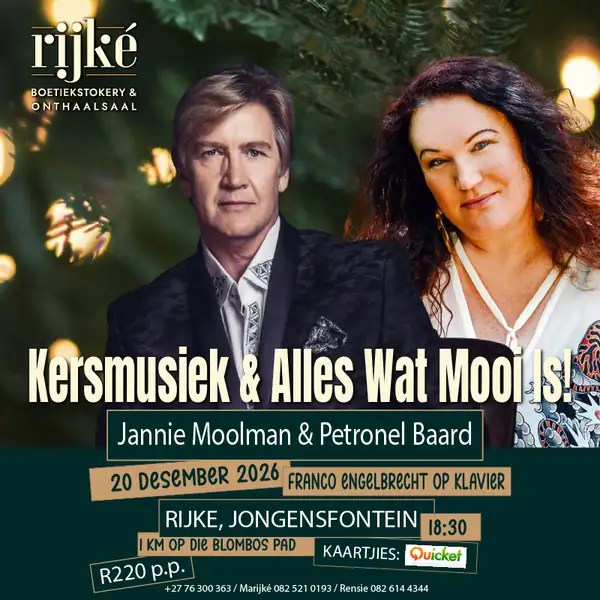 rijké
BOETIEKSTOKERY &
ONTHAALSAAL
Kersmusiek & Alles Wat Mooi Is!
Jannie Moolman & Petronel Baard
20 DESEMBER 2026
FRANCO ENGELBRECHT OP KLAVIER
RIJKE, JONGENSFONTEIN
18:30
1 KM OP DIE BLOMBOS PAD
KAARTJIES: Quicket
R220 p.p.
+27 76 300 363 / Marijké 082 521 0193 / Rensie 082 614 4344